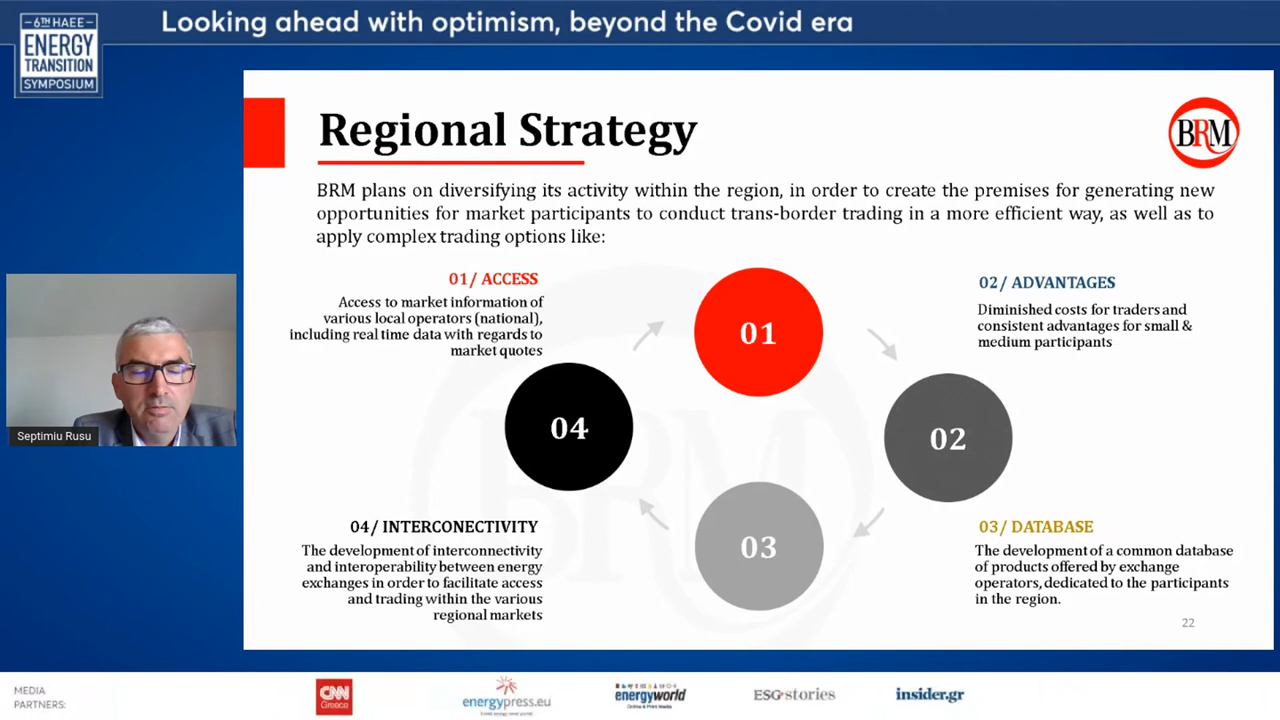 6TH HAEE
ENERGY
TRANSITION
SYMPOSIUM
Looking ahead with optimism, beyond the Covid era
Regional Strategy
BRM
BRM plans on diversifying its activity within the region, in order to create the premises for generating new
opportunities for market participants to conduct trans-border trading in a more efficient way, as well as to
apply complex trading options like:
01/ ACCESS
Access to market information of
various local operators (national),
including real time data with regards to
market quotes
02/ ADVANTAGES
Diminished costs for traders and
consistent advantages for small &
medium participants
01
02
03
04
04/ INTERCONECTIVITY
The development of interconectivity
and interoperability between energy
exchanges in order to facilitate access
and trading within the various
regional markets
03/ DATABASE
The development of a common database
of products offered by exchange
operators, dedicated to the participants
in the region.
22
BRM
Septimiu Rusu
MEDIA
PARTNERS:
CNN
Greece
energypress.eu
energyworld
Online & Print Media
ESG+stories
insider.gr